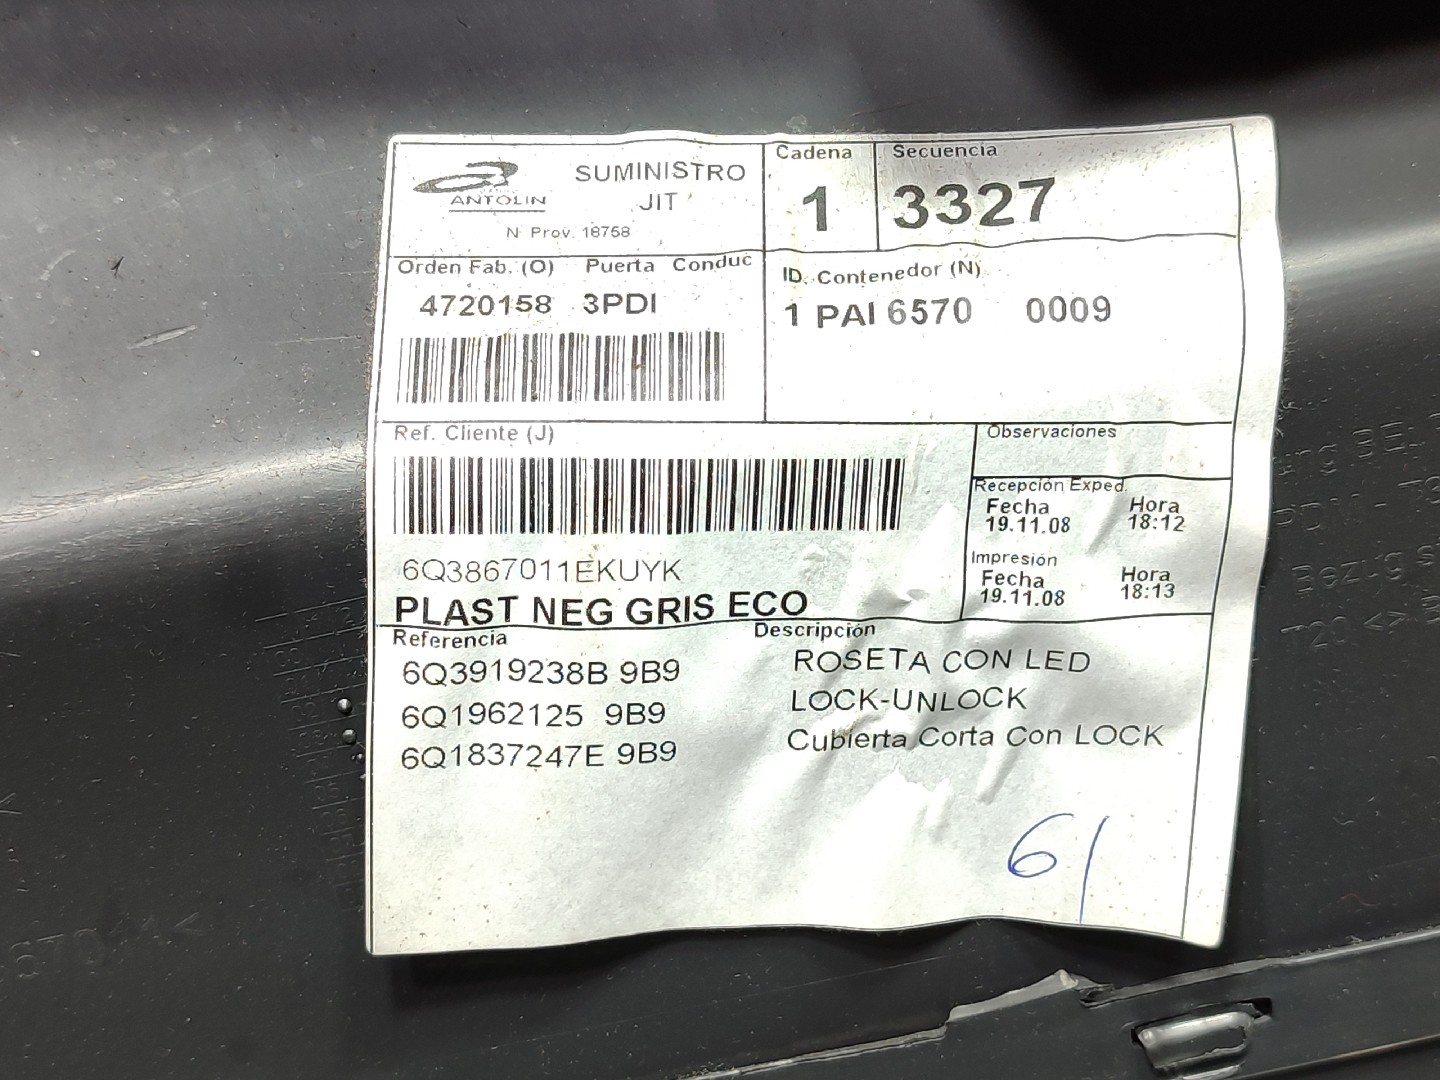 ANTOLIN
SUMINISTRO
JIT
N Prov. 18758
Cadena
1
Secuencia
3327
Orden Fab. (O) Puerta Conduc
4720158 3PDI
ID. Contenedor (N)
1 PAI 6570 0009
Ref. Cliente (J)
6Q3867011EKUYK
PLAST NEG GRIS ECO
Observaciones
Recepción Exped.
Fecha Hora
19.11.08 18:12
Impresión
Fecha Hora
19.11.08 18:13
Referencia Descripción
6Q3919238B 9B9 ROSETA CON LED
6Q1962125 9B9 LOCK-UNLOCK
6Q1837247E 9B9 Cubierta Corta Con LOCK
61